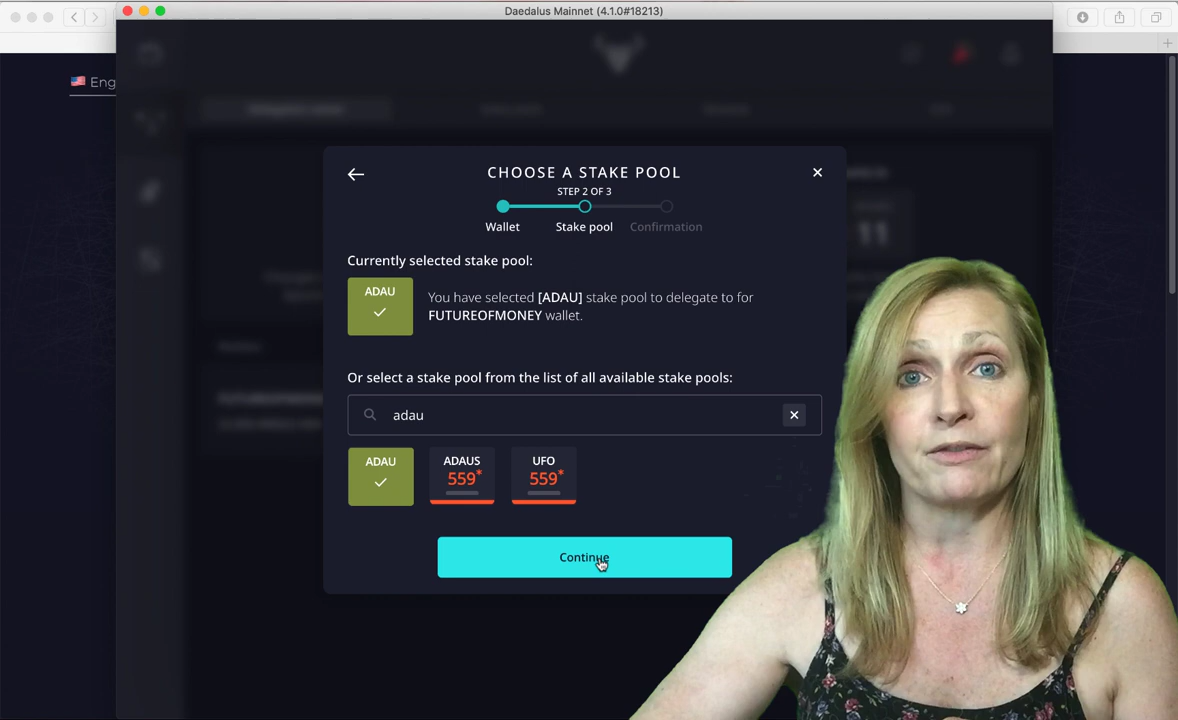 Daedalus Mainnet (4.1.0#18213)
Eng
CHOOSE A STAKE POOL
STEP 2 OF 3
Wallet
Stake pool
Confirmation
11
Currently selected stake pool:
ADAU
You have selected [ADAU] stake pool to delegate to for
FUTUREOFMONEY wallet.
Or select a stake pool from the list of all available stake pools:
adau
ADAU
ADAUS
559*
UFO
559*
Continue